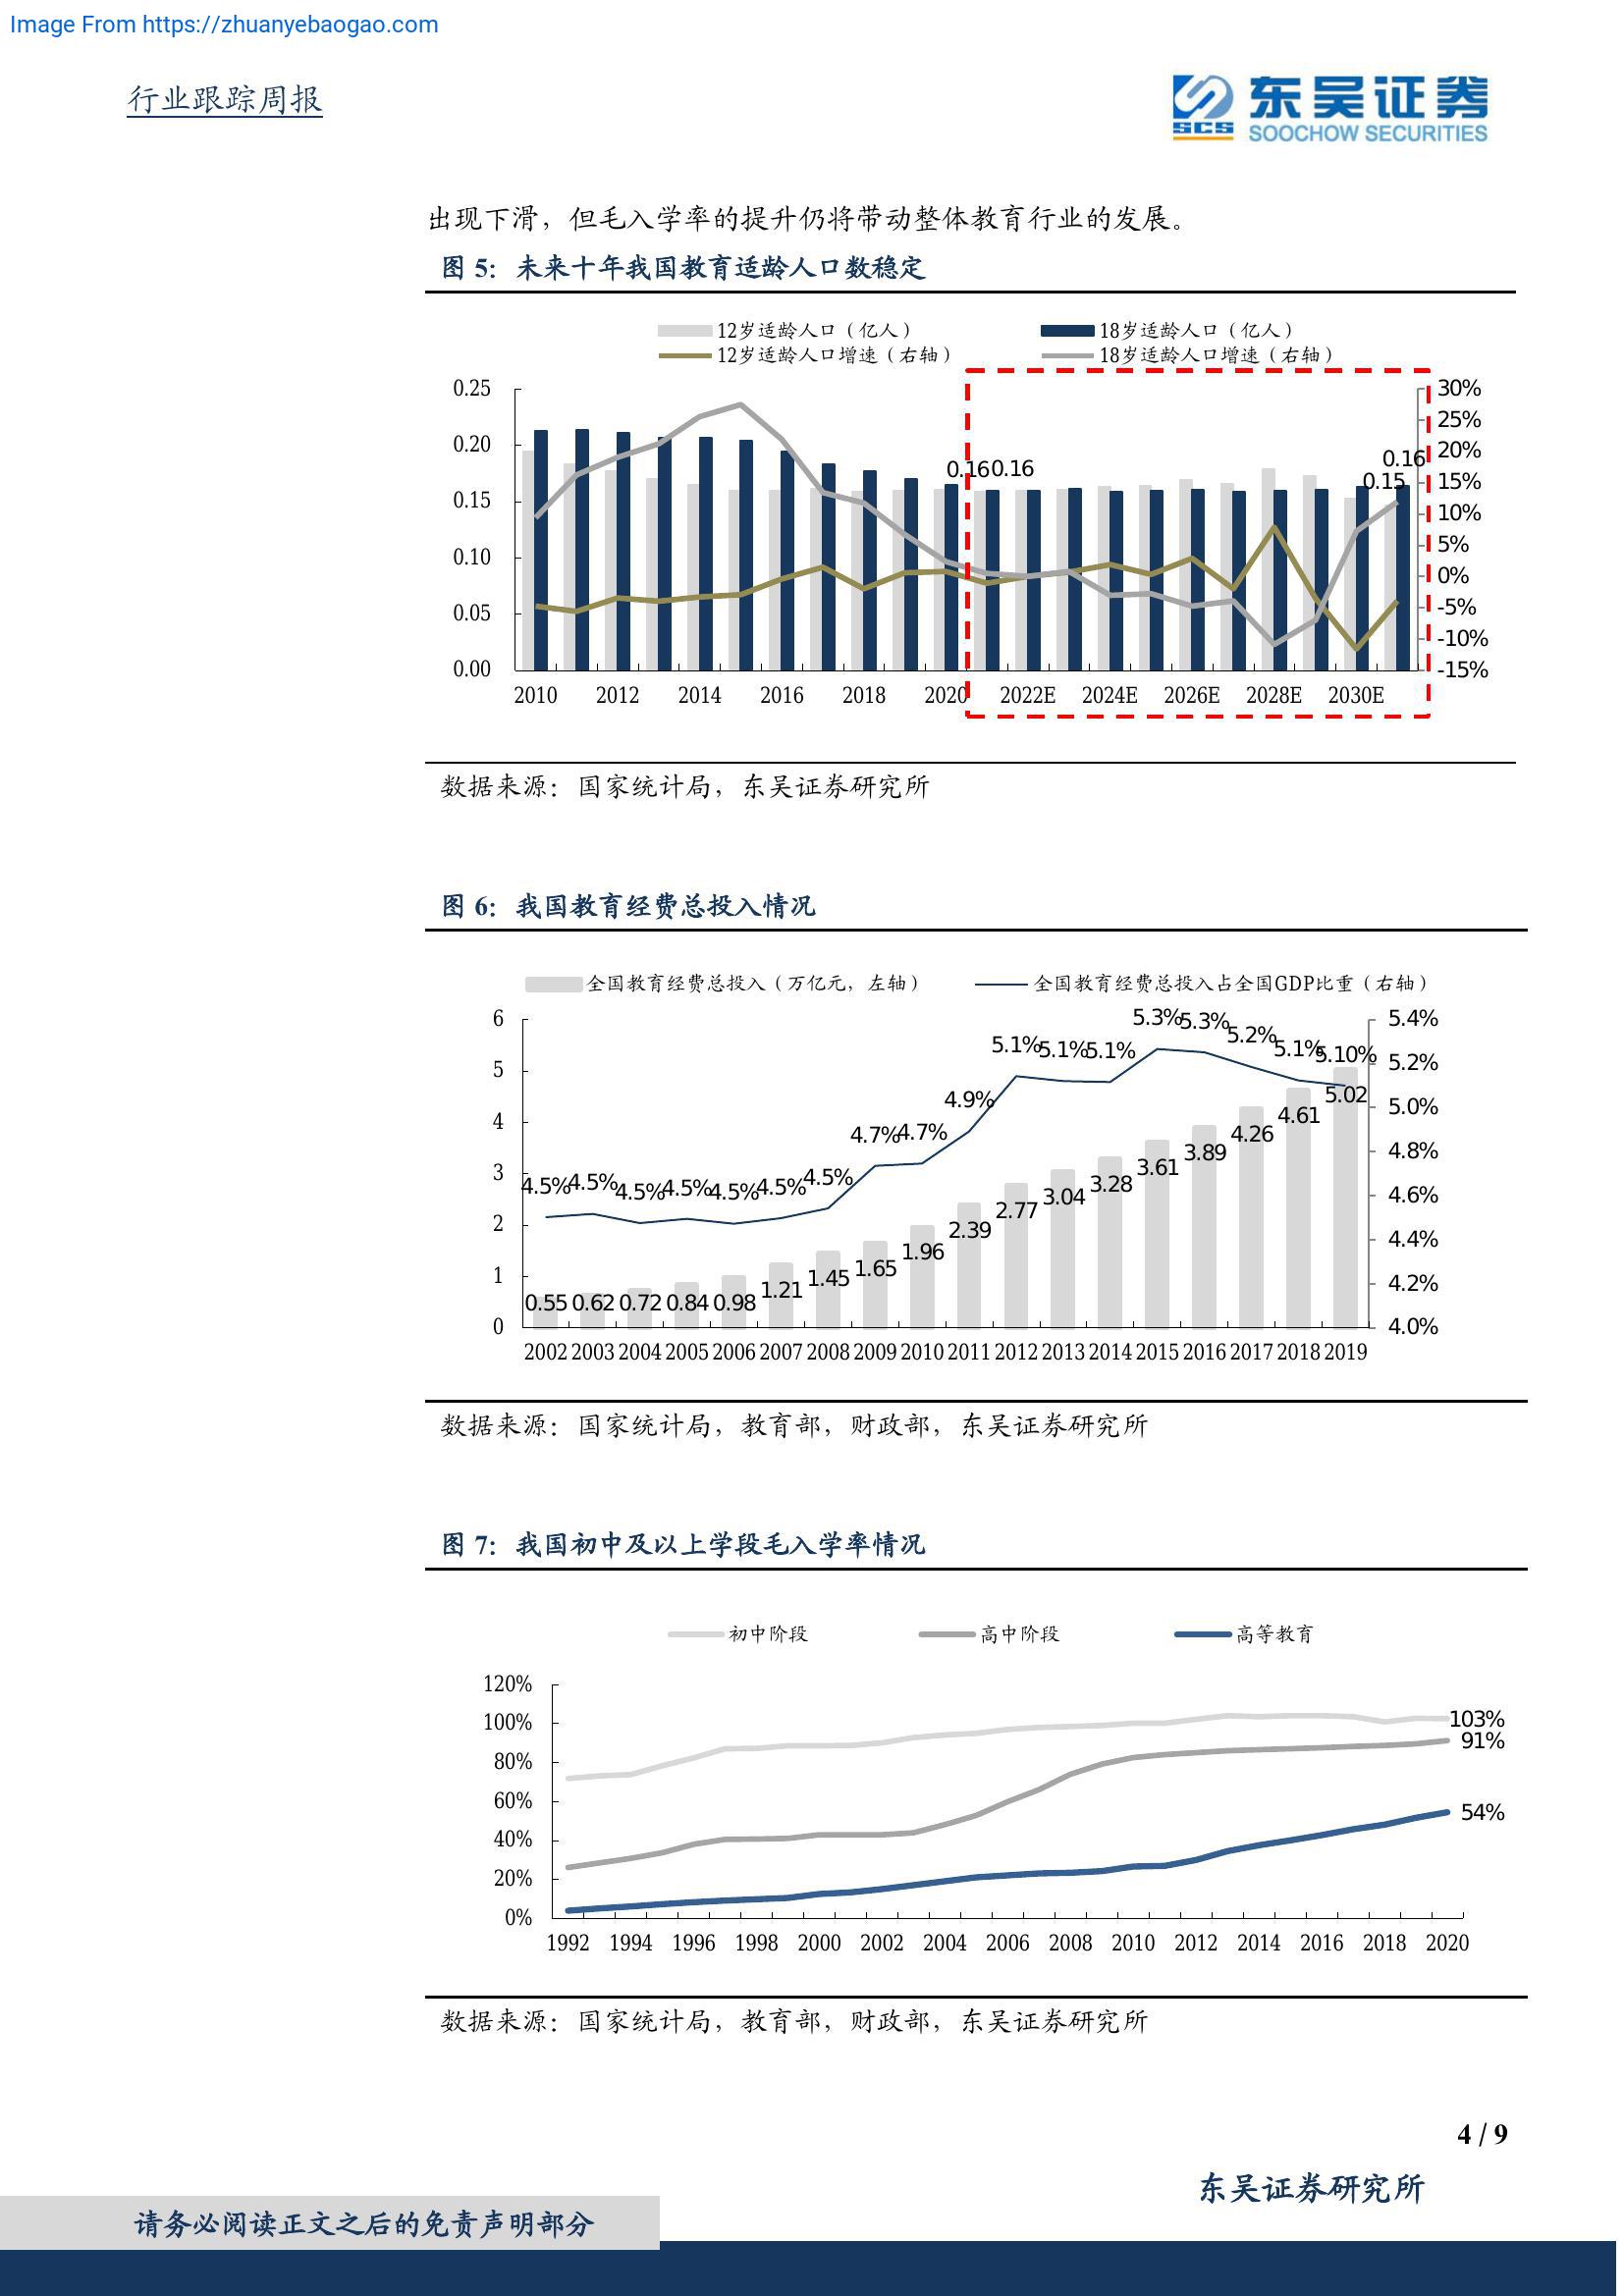 Image From https://zhuanyebaogao.com
行业跟踪周报
东吴证券
SCS
SOOCHOW SECURITIES
出现下滑，但毛入学率的提升仍将带动整体教育行业的发展。
图 5：未来十年我国教育适龄人口数稳定
12岁适龄人口（亿人） 18岁适龄人口（亿人）
12岁适龄人口增速（右轴） 18岁适龄人口增速（右轴）
0.25 30%
25%
0.20 20%
0.16 0.16 0.16
0.15 15%
0.15 10%
0.10 5%
0%
0.05 -5%
-10%
0.00 -15%
2010 2012 2014 2016 2018 2020 2022E 2024E 2026E 2028E 2030E
数据来源：国家统计局，东吴证券研究所
图 6：我国教育经费总投入情况
全国教育经费总投入（万亿元，左轴） 全国教育经费总投入占全国GDP比重（右轴）
6 5.4%
5 5.2%
4 5.0%
3 4.8%
2 4.6%
1 4.4%
0 4.2%
4.0%
4.5% 4.5% 4.5% 4.5% 4.5% 4.5% 4.5% 4.7% 4.7% 4.9% 5.1% 5.1% 5.1% 5.3% 5.3% 5.2% 5.1% 5.10%
0.55 0.62 0.72 0.84 0.98 1.21 1.45 1.65 1.96 2.39 2.77 3.04 3.28 3.61 3.89 4.26 4.61 5.02
2002 2003 2004 2005 2006 2007 2008 2009 2010 2011 2012 2013 2014 2015 2016 2017 2018 2019
数据来源：国家统计局，教育部，财政部，东吴证券研究所
图 7：我国初中及以上学段毛入学率情况
初中阶段 高中阶段 高等教育
120%
100% 103%
91%
80%
60%
54%
40%
20%
0%
1992 1994 1996 1998 2000 2002 2004 2006 2008 2010 2012 2014 2016 2018 2020
数据来源：国家统计局，教育部，财政部，东吴证券研究所
4 / 9
东吴证券研究所
请务必阅读正文之后的免责声明部分